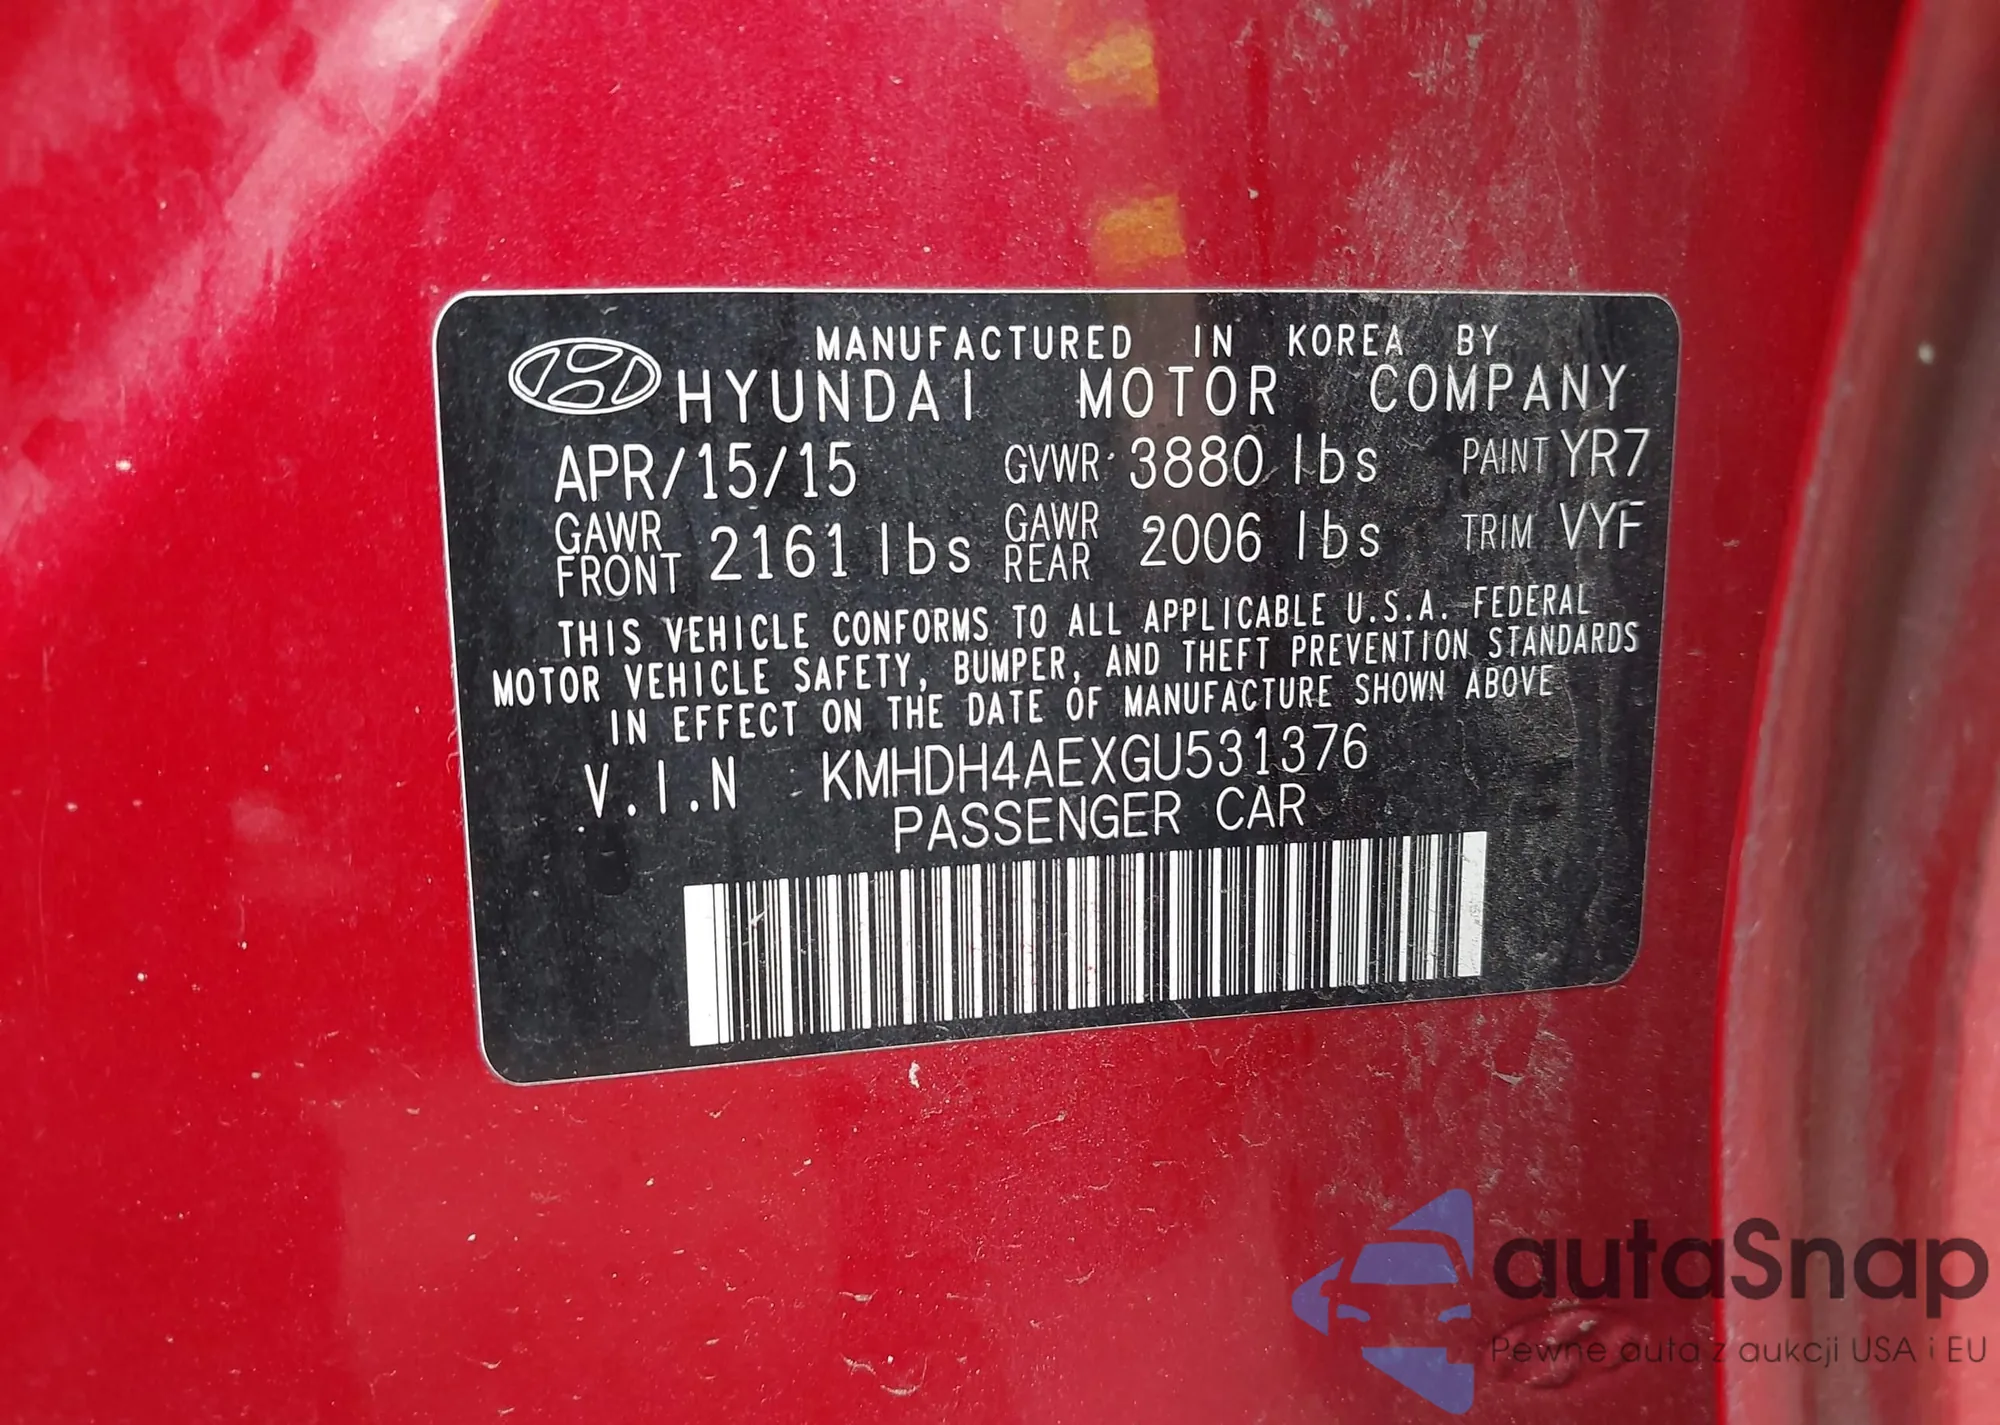 MANUFACTURED IN KOREA BY
HYUNDAI MOTOR COMPANY
APR/15/15 GVWR 3880 lbs PAINT YR7
GAWR FRONT 2161 lbs GAWR REAR 2006 lbs TRIM VYF
THIS VEHICLE CONFORMS TO ALL APPLICABLE U.S.A. FEDERAL
MOTOR VEHICLE SAFETY, BUMPER, AND THEFT PREVENTION STANDARDS
IN EFFECT ON THE DATE OF MANUFACTURE SHOWN ABOVE
V.I.N : KMHDH4AEXGU531376
PASSENGER CAR
autaSnap
Pewne auta z aukcji USA i EU